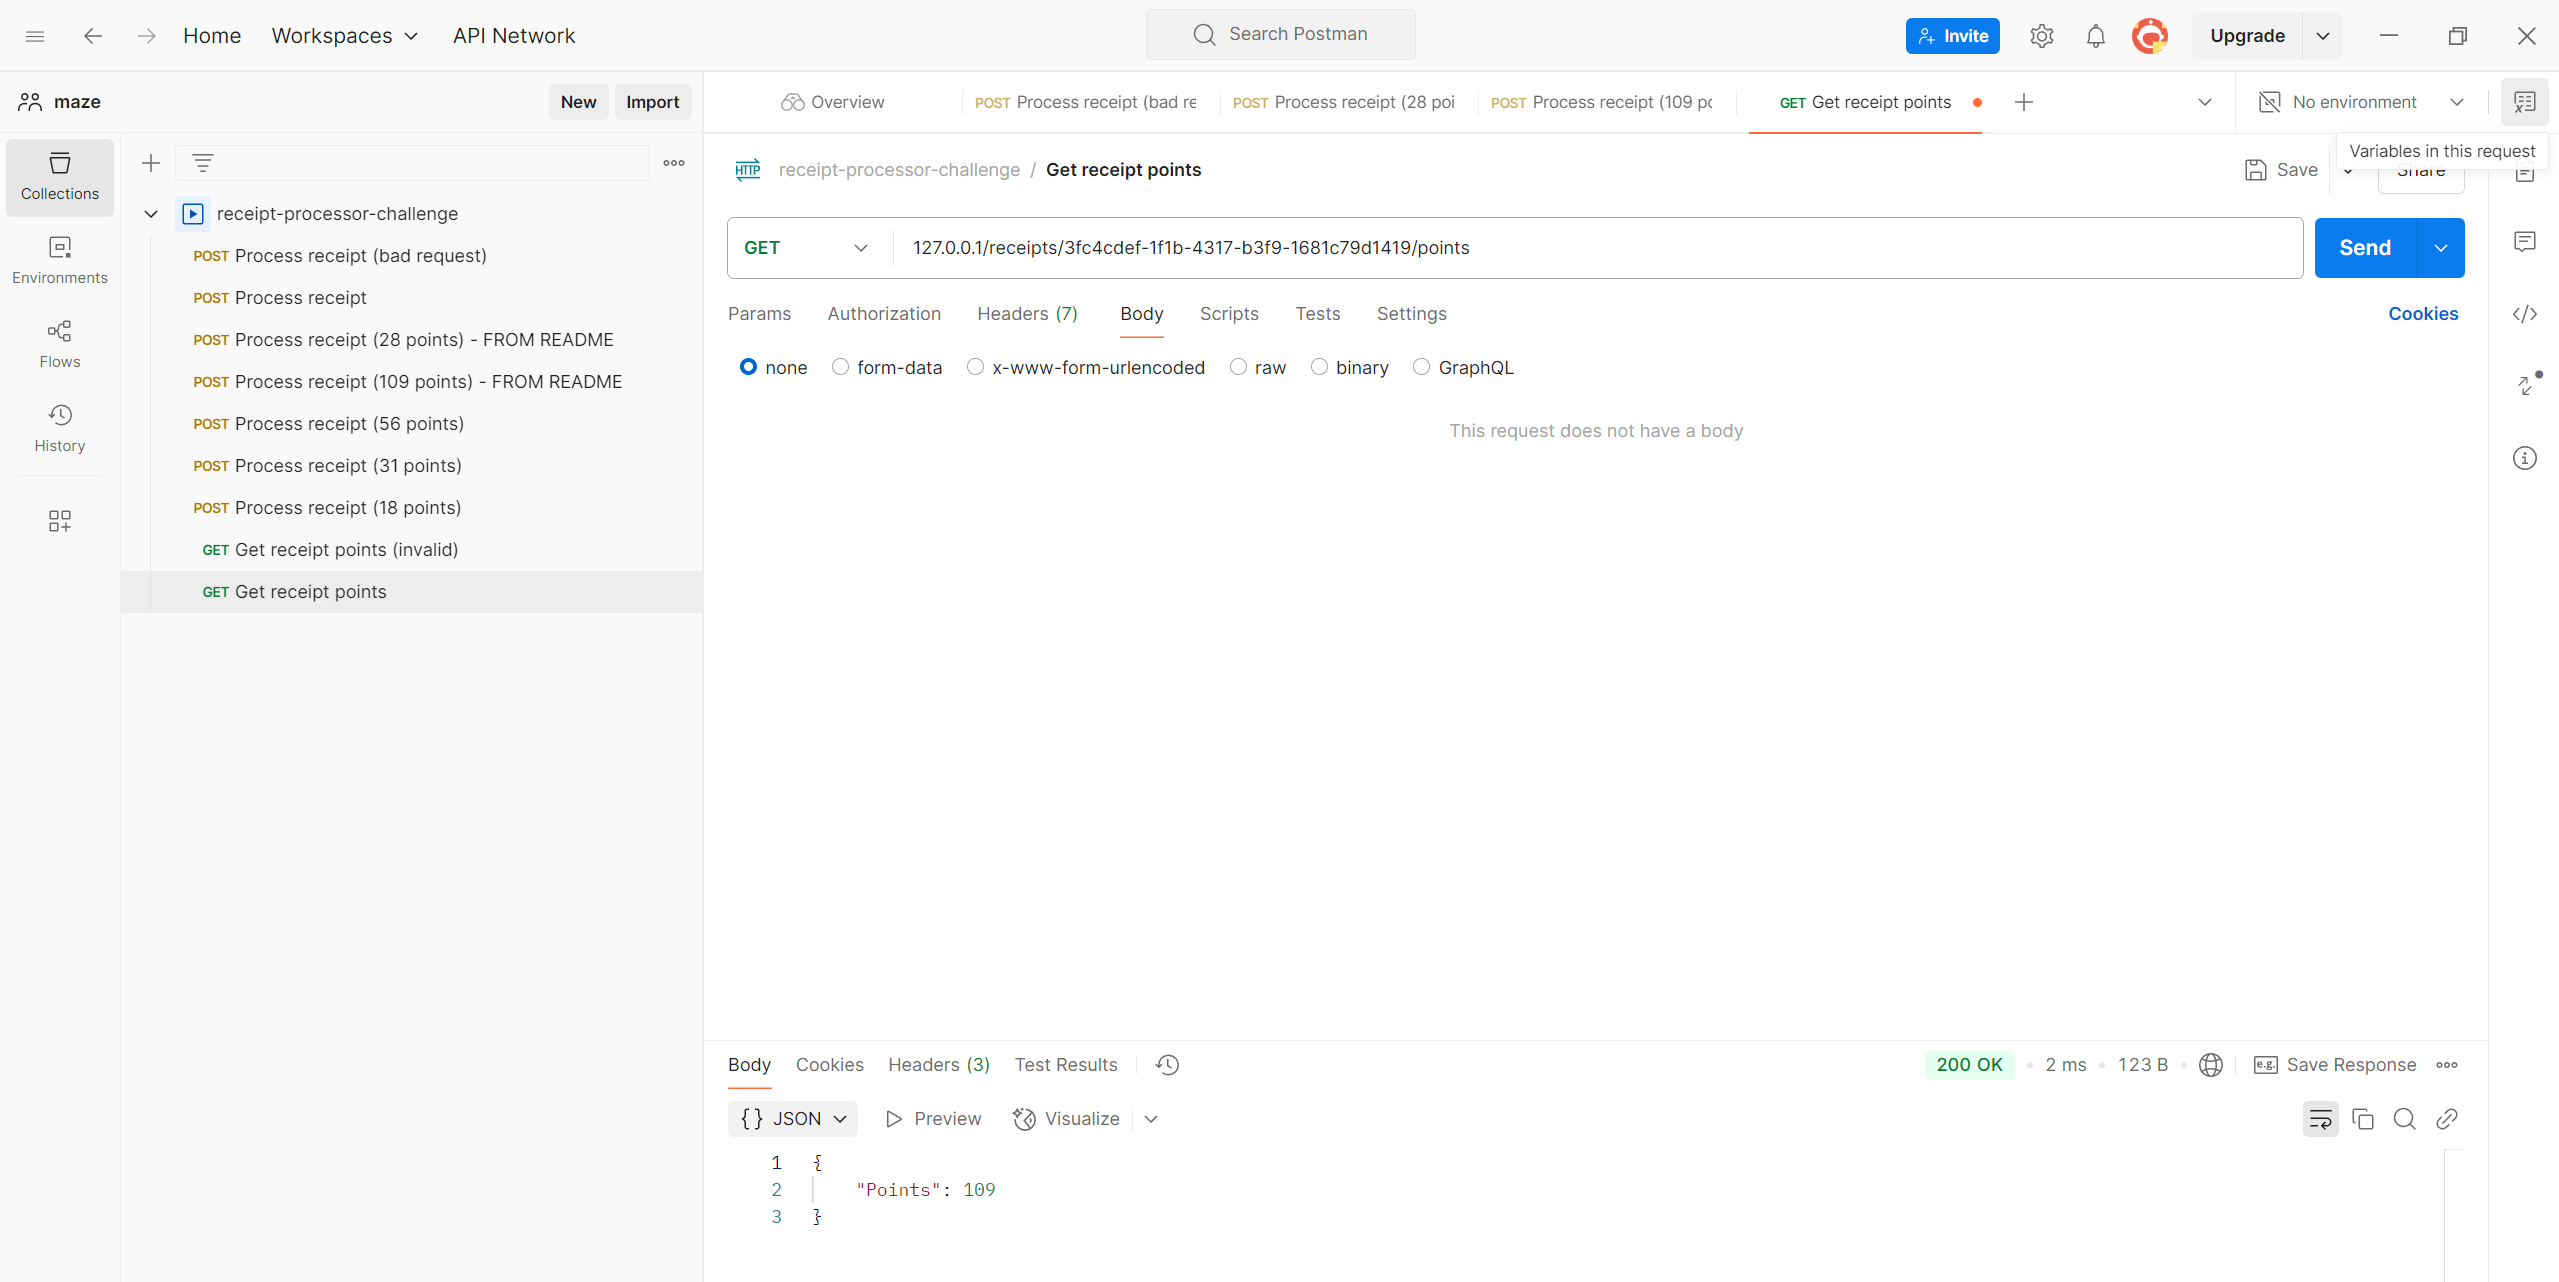 Home Workspaces API Network Search Postman Invite Upgrade
maze New Import Overview POST Process receipt (bad re POST Process receipt (28 poi POST Process receipt (109 po GET Get receipt points No environment
Variables in this request
Collections
Environments
Flows
History
receipt-processor-challenge
POST Process receipt (bad request)
POST Process receipt
POST Process receipt (28 points) - FROM README
POST Process receipt (109 points) - FROM README
POST Process receipt (56 points)
POST Process receipt (31 points)
POST Process receipt (18 points)
GET Get receipt points (invalid)
GET Get receipt points
HTTP receipt-processor-challenge / Get receipt points Save Share
GET 127.0.0.1/receipts/3fc4cdef-1f1b-4317-b3f9-1681c79d1419/points Send
Params Authorization Headers (7) Body Scripts Tests Settings Cookies
none form-data x-www-form-urlencoded raw binary GraphQL
This request does not have a body
Body Cookies Headers (3) Test Results 200 OK • 2 ms • 123 B • e.g. Save Response
{} JSON Preview Visualize
1 {
2 "Points": 109
3 }